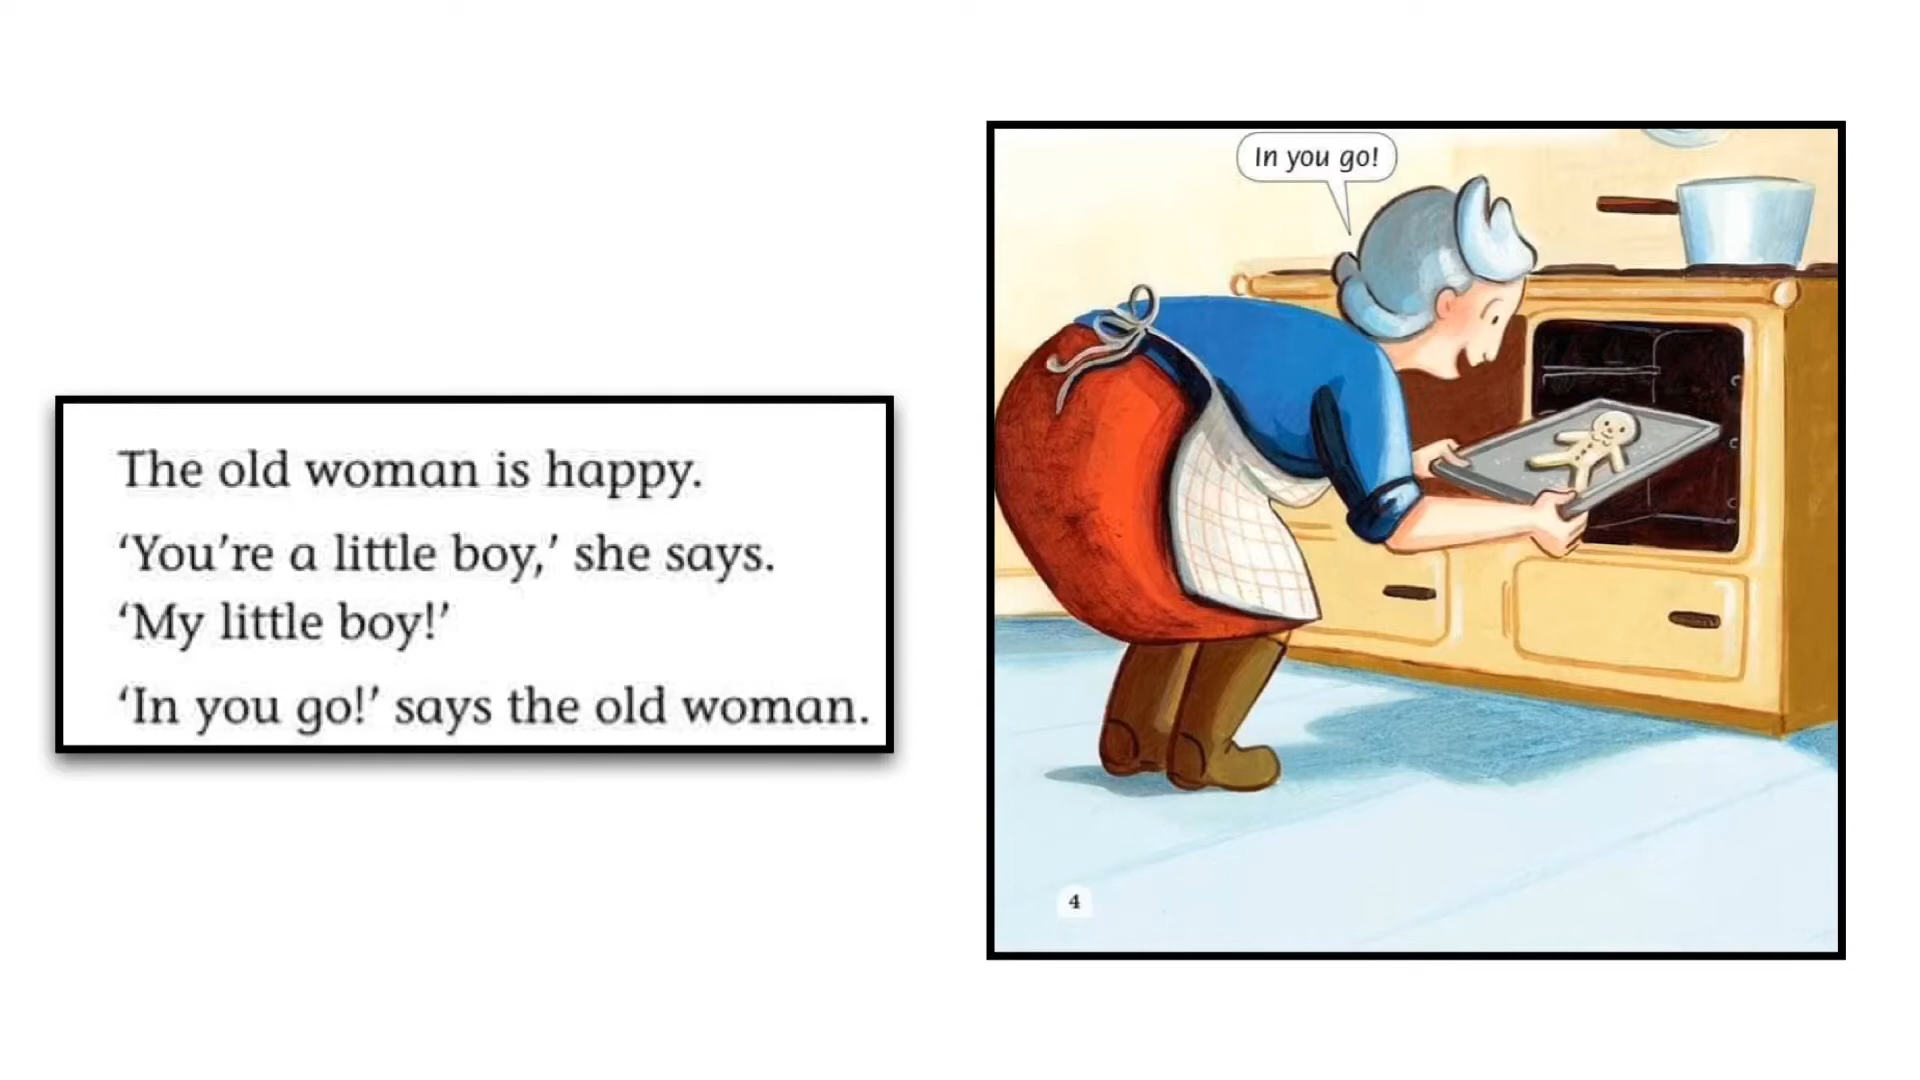 The old woman is happy.
‘You’re a little boy,’ she says.
‘My little boy!’
‘In you go!’ says the old woman.
In you go!
4